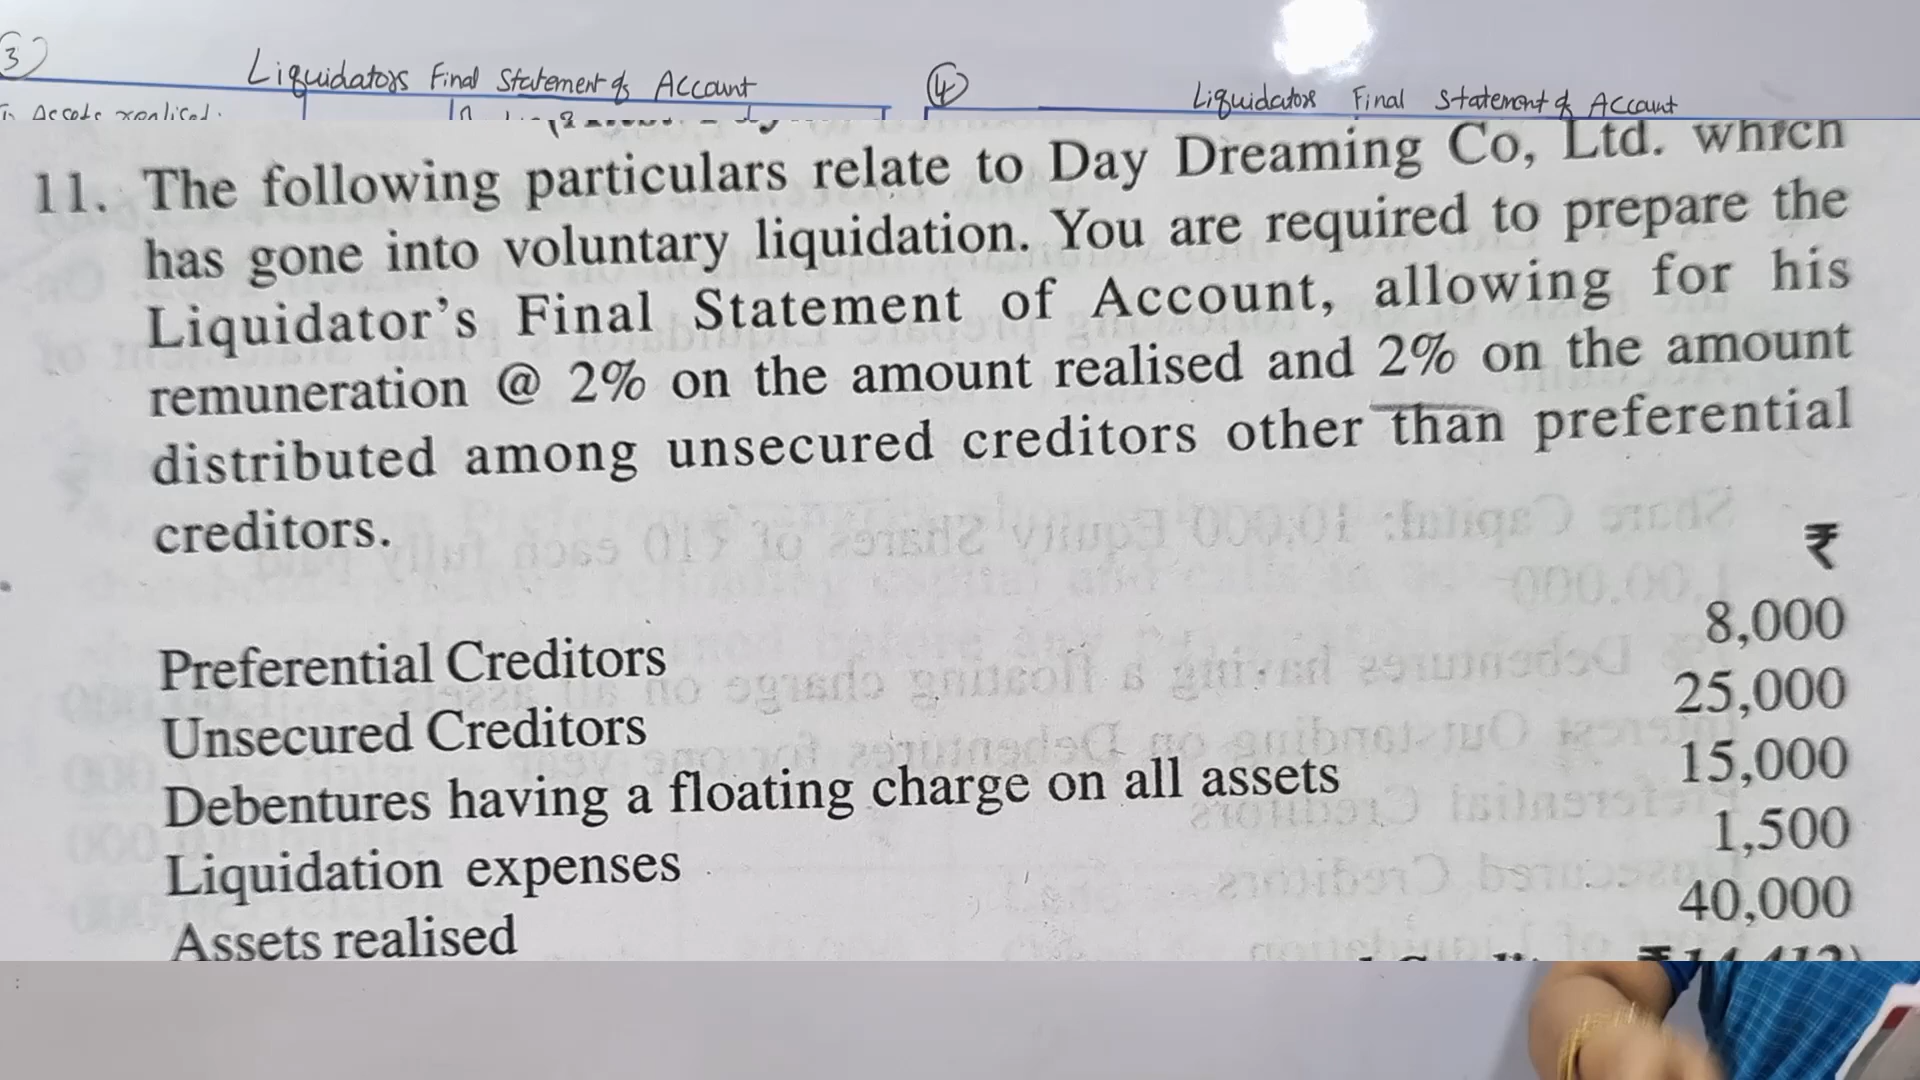 3
Liquidators Final Statement of Account
4
Liquidators Final Statement of Account
Assets realised.
11. The following particulars relate to Day Dreaming Co, Ltd. which
has gone into voluntary liquidation. You are required to prepare the
Liquidator's Final Statement of Account, allowing for his
remuneration @ 2% on the amount realised and 2% on the amount
distributed among unsecured creditors other than preferential
creditors.
₹
Preferential Creditors 8,000
Unsecured Creditors 25,000
Debentures having a floating charge on all assets 15,000
Liquidation expenses 1,500
Assets realised 40,000